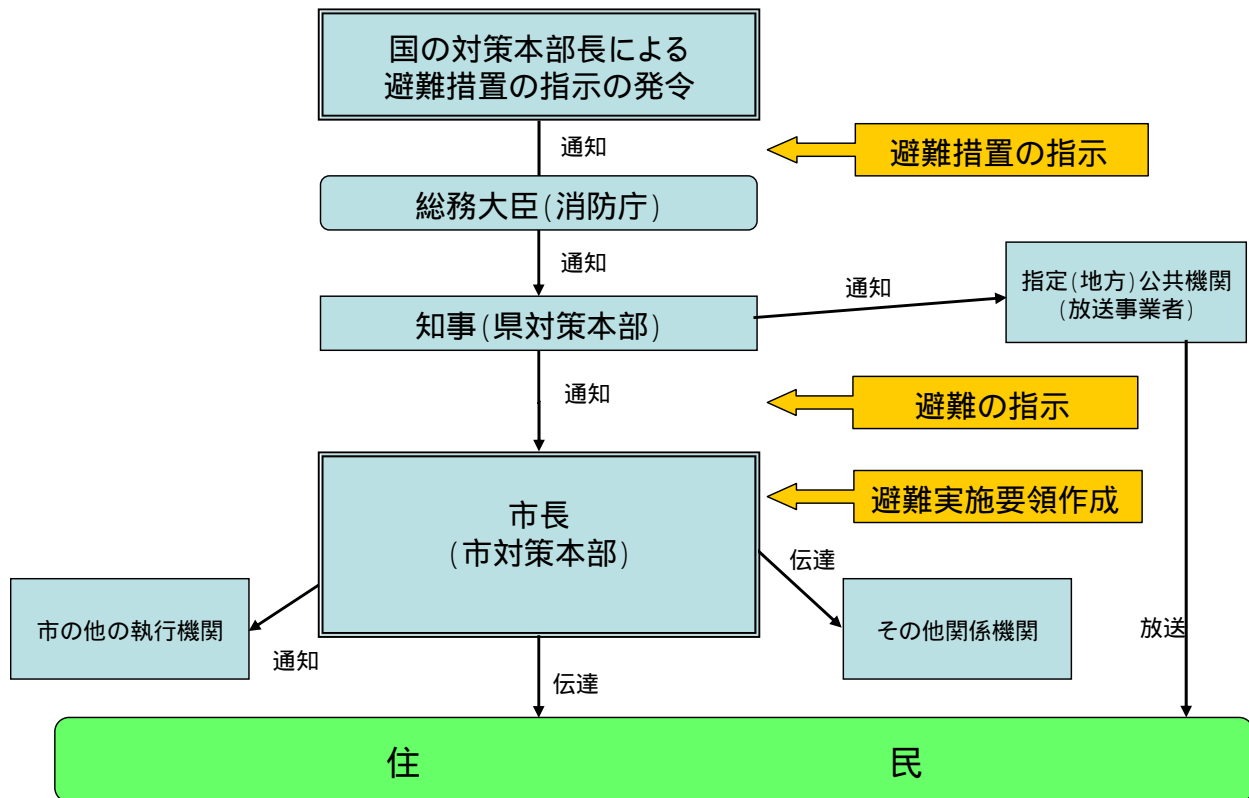 国の対策本部長による
避難措置の指示の発令
通知
避難措置の指示
総務大臣(消防庁)
通知
指定(地方)公共機関
(放送事業者)
通知
知事(県対策本部)
通知
避難の指示
避難実施要領作成
市長
(市対策本部)
伝達
市の他の執行機関
その他関係機関
放送
通知
伝達
住 民